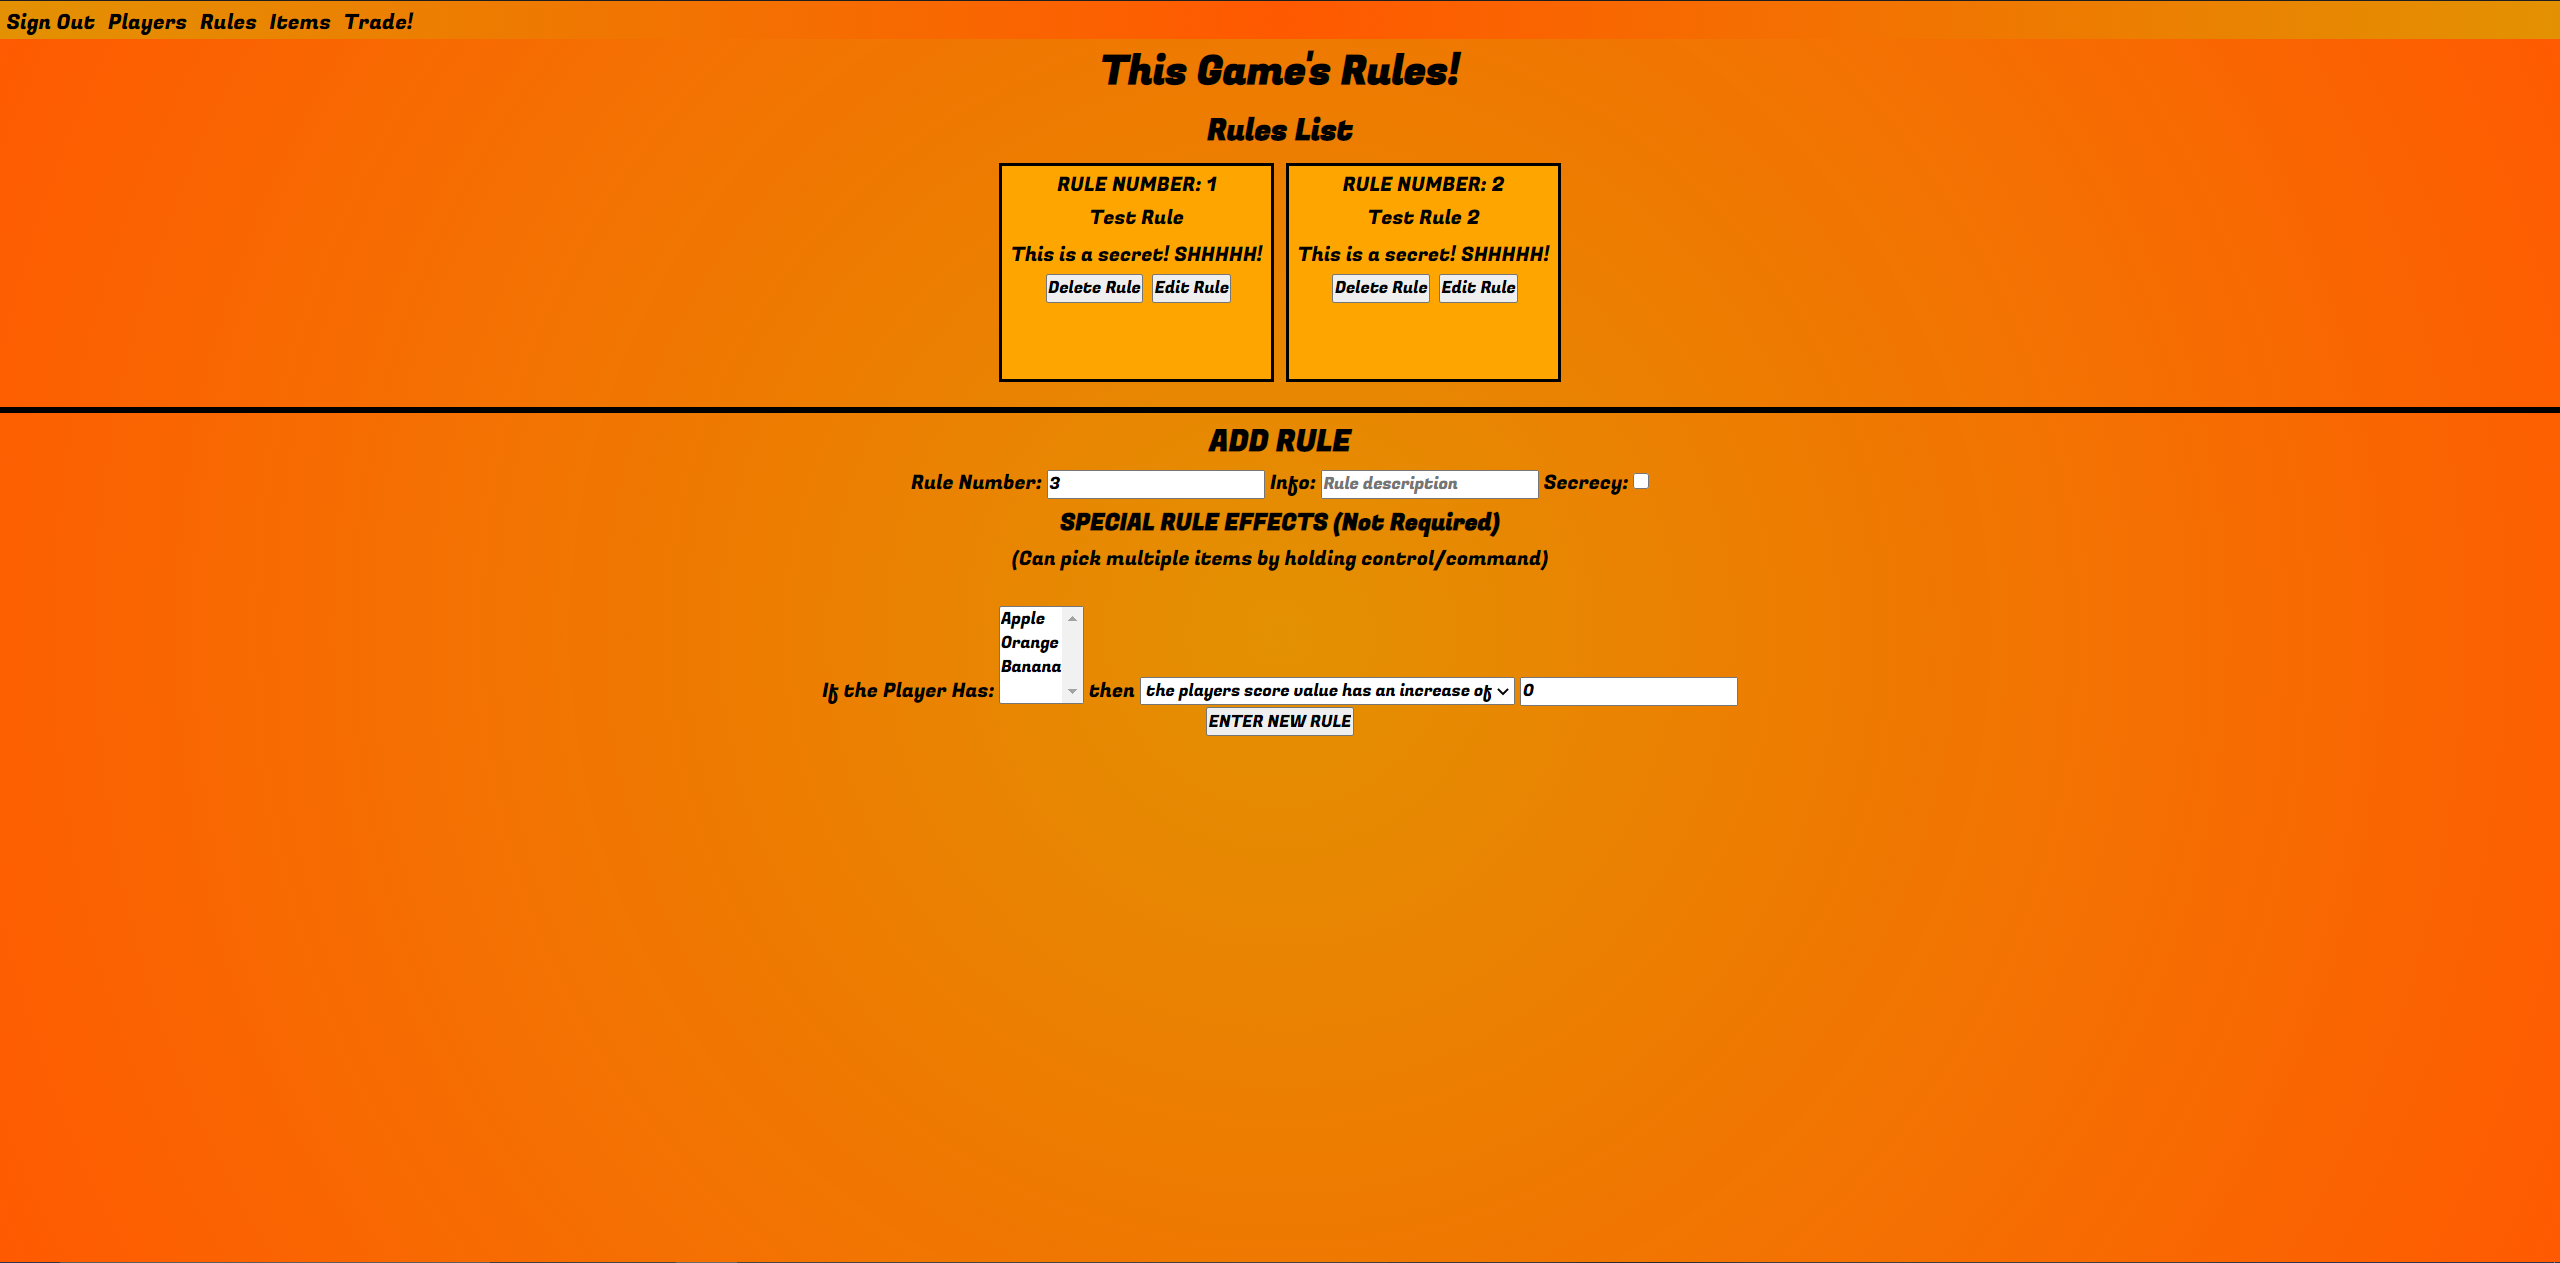 Sign Out Players Rules Items Trade!
This Game's Rules!
Rules List
RULE NUMBER: 1
Test Rule
This is a secret! SHHHHH!
Delete Rule Edit Rule
RULE NUMBER: 2
Test Rule 2
This is a secret! SHHHHH!
Delete Rule Edit Rule
ADD RULE
Rule Number: 3 Info: Rule description Secrecy:
SPECIAL RULE EFFECTS (Not Required)
(Can pick multiple items by holding control/command)
Apple
Orange
Banana
If the Player Has: then the players score value has an increase of 0
ENTER NEW RULE